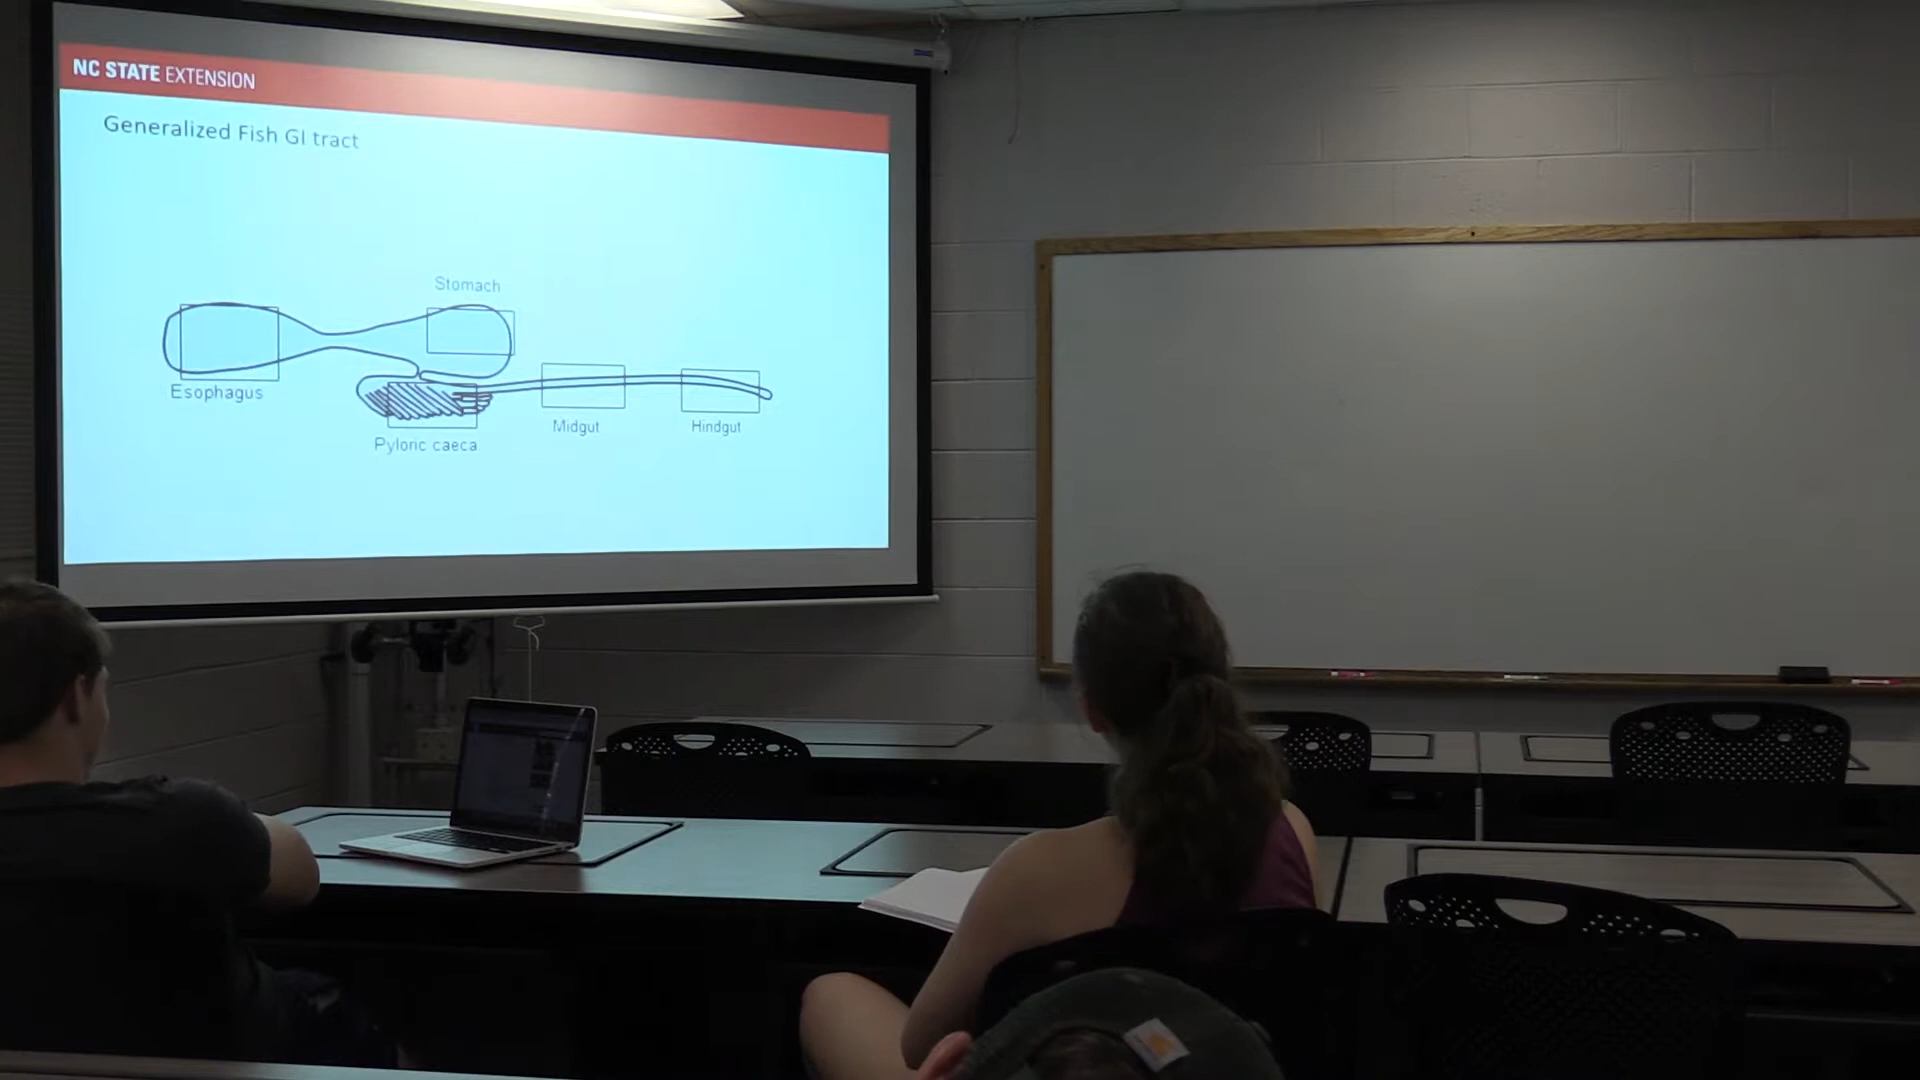 NC STATE EXTENSION
Generalized Fish GI tract
Stomach
Esophagus
Pyloric caeca
Midgut
Hindgut